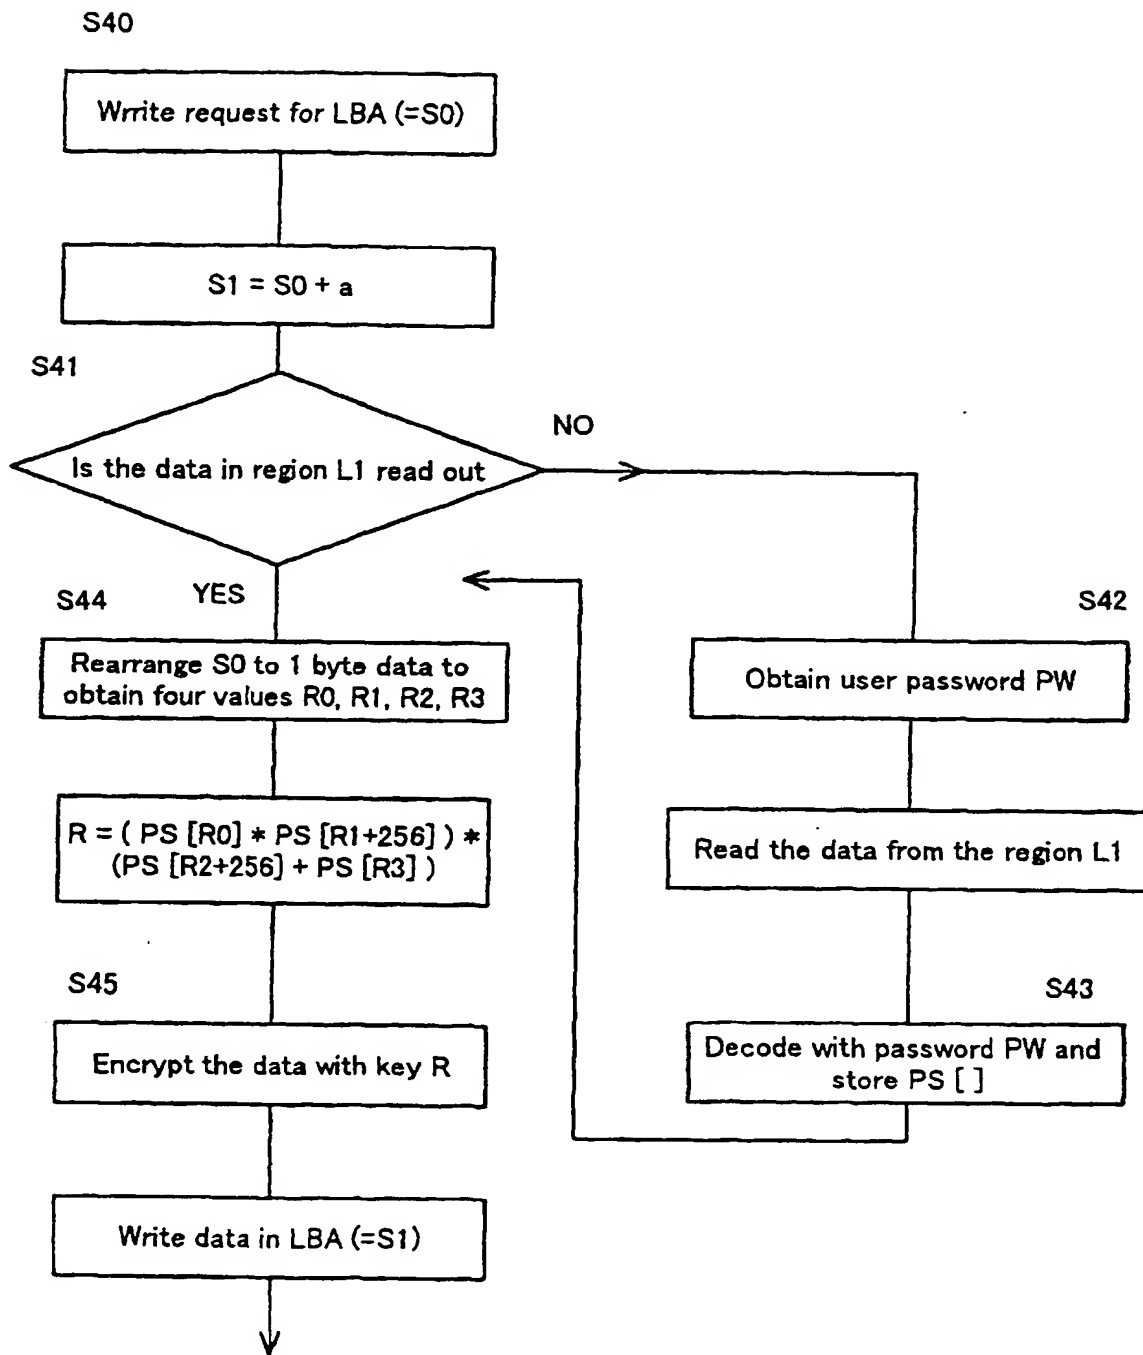 S40
Wrrite request for LBA (=S0)
S1 = S0 + a
S41
Is the data in region L1 read out
NO
YES
S44
Rearrange S0 to 1 byte data to
obtain four values R0, R1, R2, R3
R = ( PS [R0] * PS [R1+256] ) *
(PS [R2+256] + PS [R3] )
S45
Encrypt the data with key R
Write data in LBA (=S1)
S42
Obtain user password PW
Read the data from the region L1
S43
Decode with password PW and
store PS [ ]